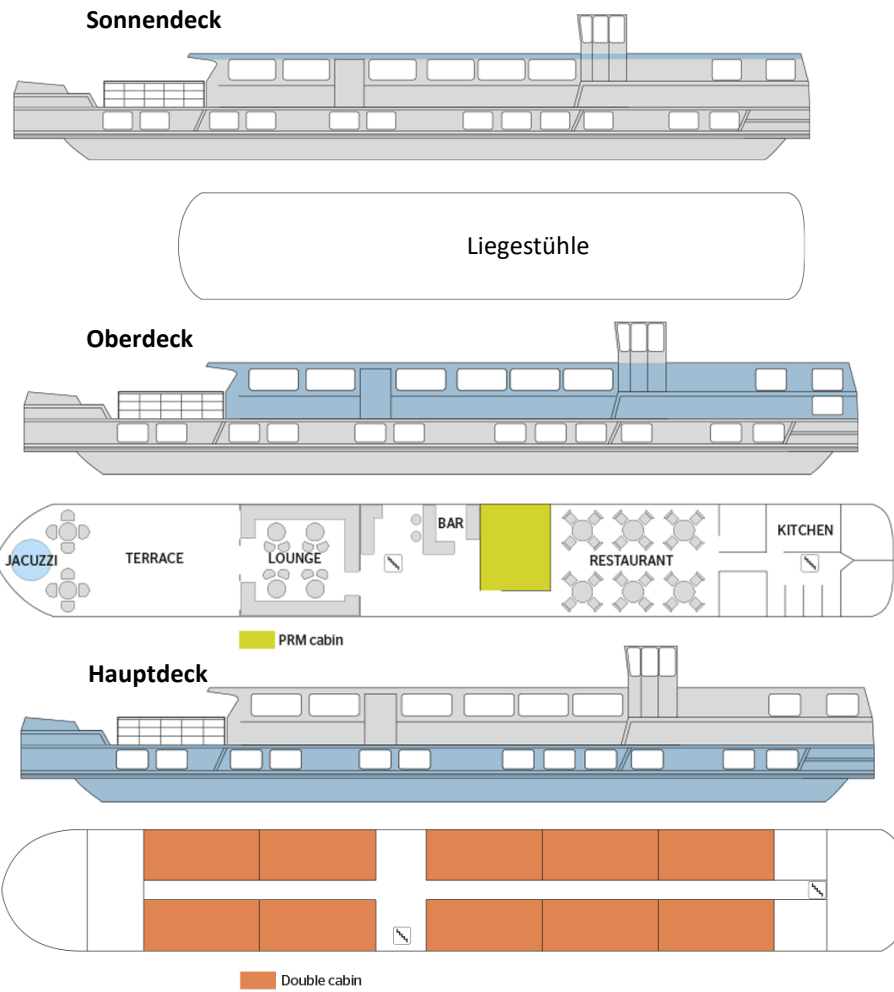 Sonnendeck
Liegestühle
Oberdeck
BAR
KITCHEN
JACUZZI
TERRACE
LOUNGE
RESTAURANT
PRM cabin
Hauptdeck
Double cabin